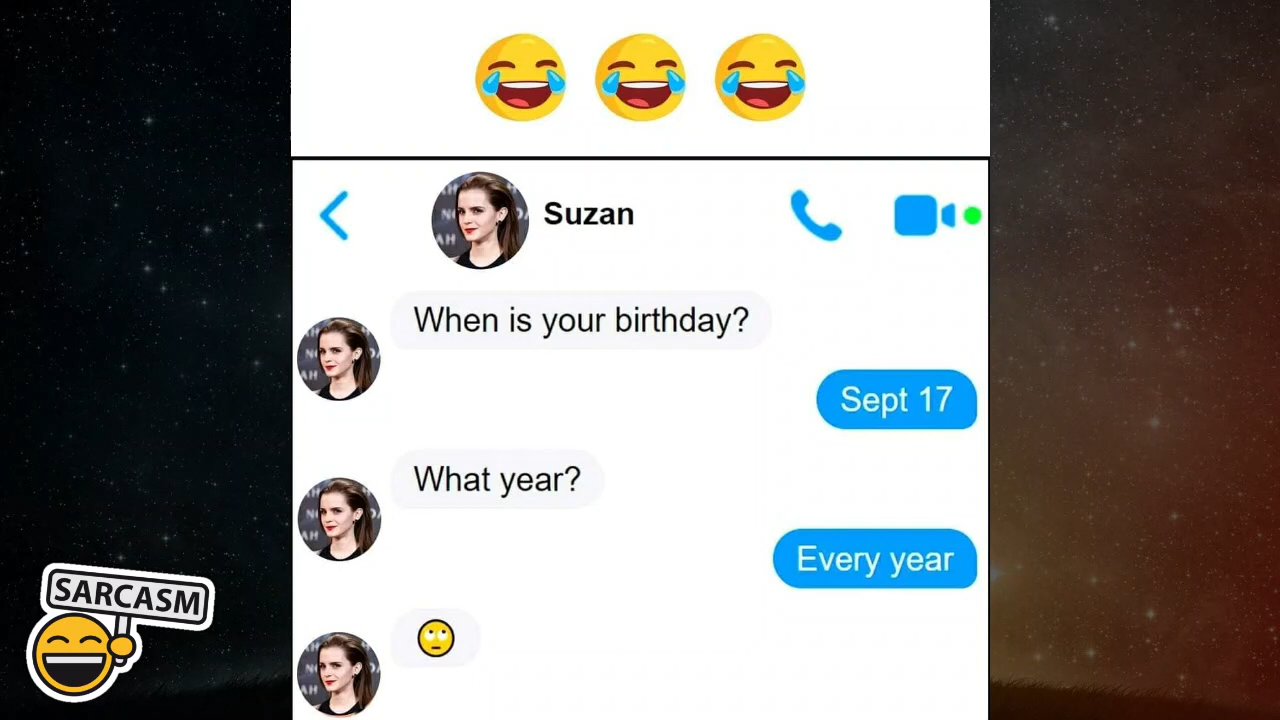 Suzan
When is your birthday?
Sept 17
What year?
Every year
SARCASM